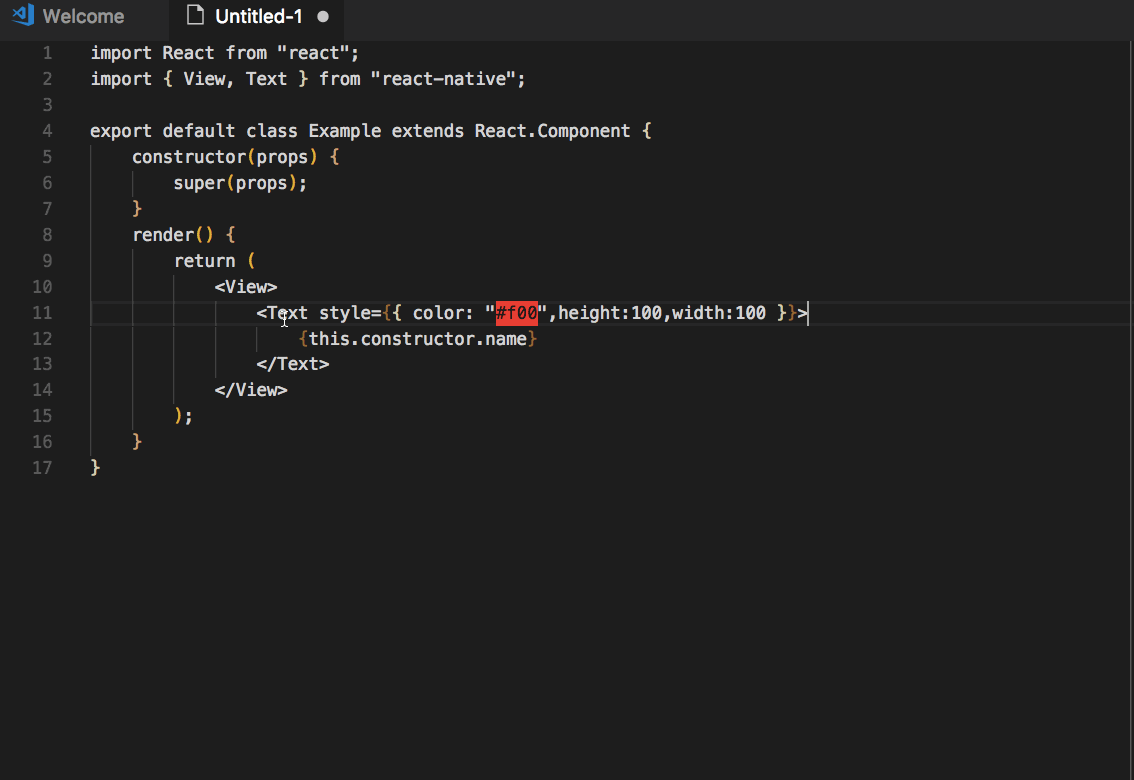 Welcome
Untitled-1
1 import React from "react";
2 import { View, Text } from "react-native";
3
4 export default class Example extends React.Component {
5     constructor(props) {
6         super(props);
7     }
8     render() {
9         return (
10             <View>
11                 <Text style={{ color: "#f00",height:100,width:100 }}>
12                     {this.constructor.name}
13                 </Text>
14             </View>
15         );
16     }
17 }